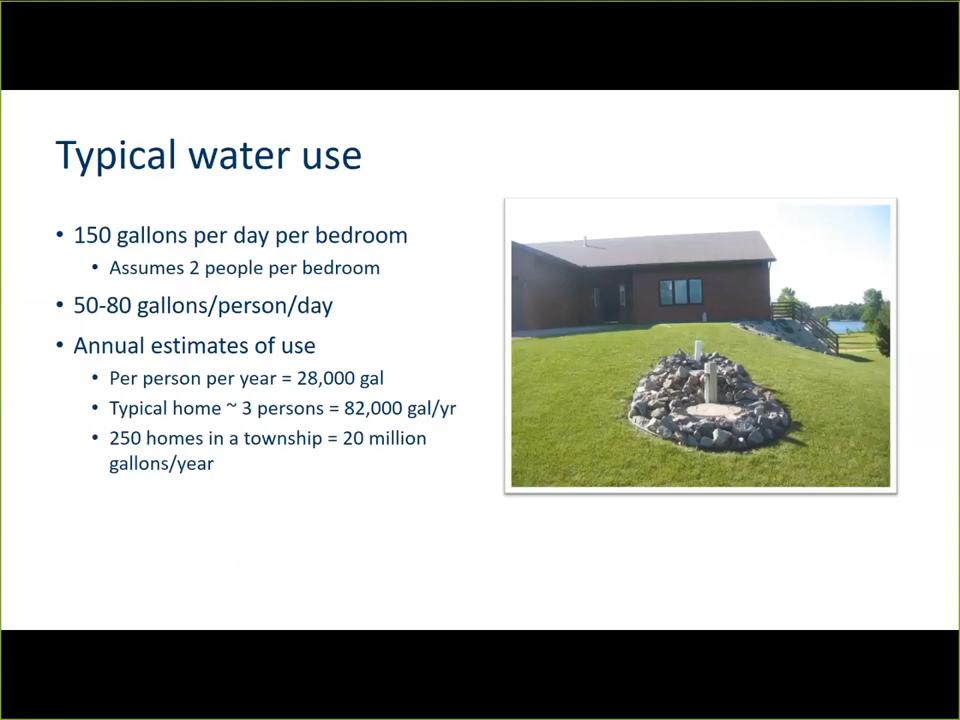 Typical water use
• 150 gallons per day per bedroom
• Assumes 2 people per bedroom
• 50-80 gallons/person/day
• Annual estimates of use
• Per person per year = 28,000 gal
• Typical home ~ 3 persons = 82,000 gal/yr
• 250 homes in a township = 20 million
gallons/year